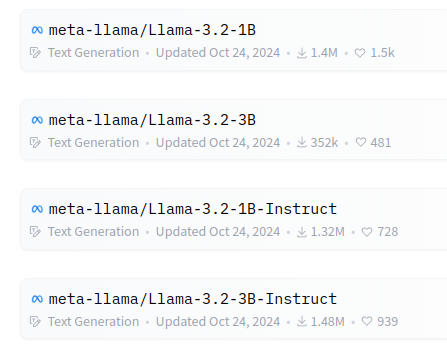 meta-llama/Llama-3.2-1B
Text Generation • Updated Oct 24, 2024 • 1.4M • 1.5k
meta-llama/Llama-3.2-3B
Text Generation • Updated Oct 24, 2024 • 352k • 481
meta-llama/Llama-3.2-1B-Instruct
Text Generation • Updated Oct 24, 2024 • 1.32M • 728
meta-llama/Llama-3.2-3B-Instruct
Text Generation • Updated Oct 24, 2024 • 1.48M • 939